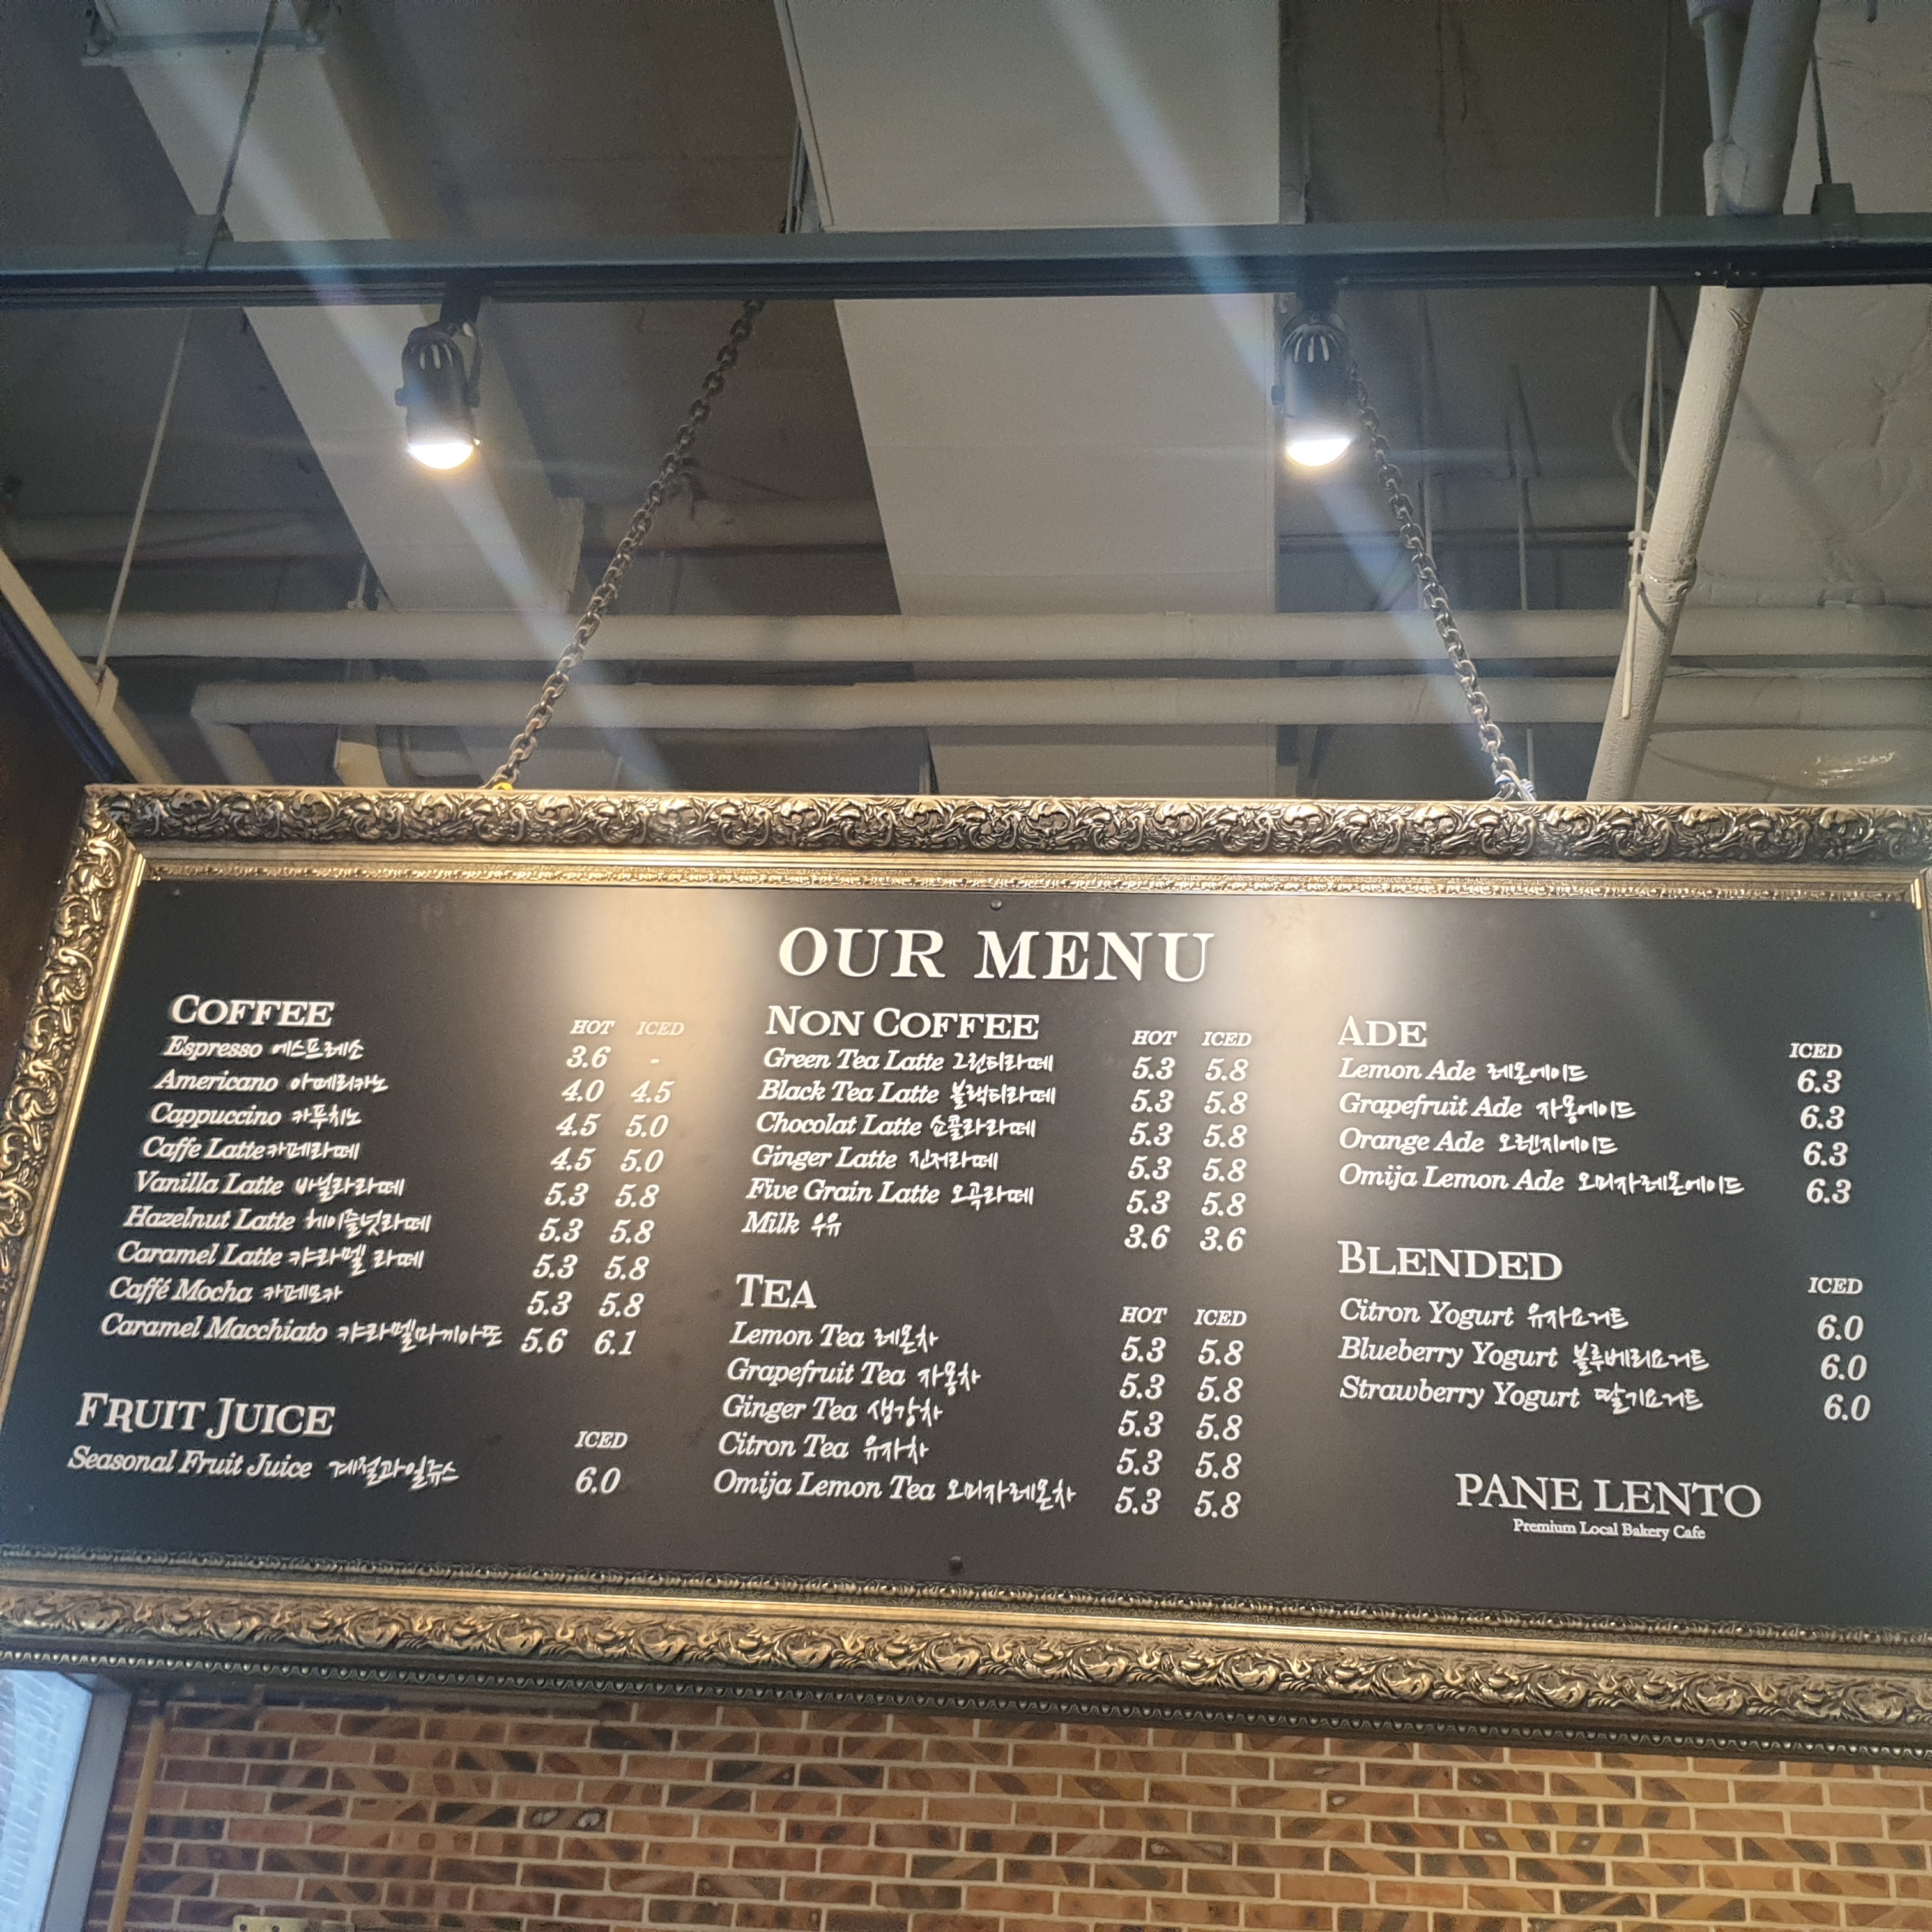 OUR MENU
COFFEE
HOT ICED
Espresso 에스프레소 3.6 -
Americano 아메리카노 4.0 4.5
Cappuccino 카푸치노 4.5 5.0
Caffe Latte 카페라떼 4.5 5.0
Vanilla Latte 바닐라라떼 5.3 5.8
Hazelnut Latte 헤이즐넛라떼 5.3 5.8
Caramel Latte 캬라멜 라떼 5.3 5.8
Caffé Mocha 카페모카 5.3 5.8
Caramel Macchiato 캬라멜마끼아또 5.6 6.1
FRUIT JUICE
ICED
Seasonal Fruit Juice 계절과일쥬스 6.0
NON COFFEE
HOT ICED
Green Tea Latte 그린티라떼 5.3 5.8
Black Tea Latte 블랙티라떼 5.3 5.8
Chocolat Latte 쇼콜라라떼 5.3 5.8
Ginger Latte 진저라떼 5.3 5.8
Five Grain Latte 오곡라떼 5.3 5.8
Milk 우유 3.6 3.6
TEA
HOT ICED
Lemon Tea 레몬차 5.3 5.8
Grapefruit Tea 자몽차 5.3 5.8
Ginger Tea 생강차 5.3 5.8
Citron Tea 유자차 5.3 5.8
Omija Lemon Tea 오미자레몬차 5.3 5.8
ADE
ICED
Lemon Ade 레몬에이드 6.3
Grapefruit Ade 자몽에이드 6.3
Orange Ade 오렌지에이드 6.3
Omija Lemon Ade 오미자레몬에이드 6.3
BLENDED
ICED
Citron Yogurt 유자요거트 6.0
Blueberry Yogurt 블루베리요거트 6.0
Strawberry Yogurt 딸기요거트 6.0
PANE LENTO
Premium Local Bakery Cafe